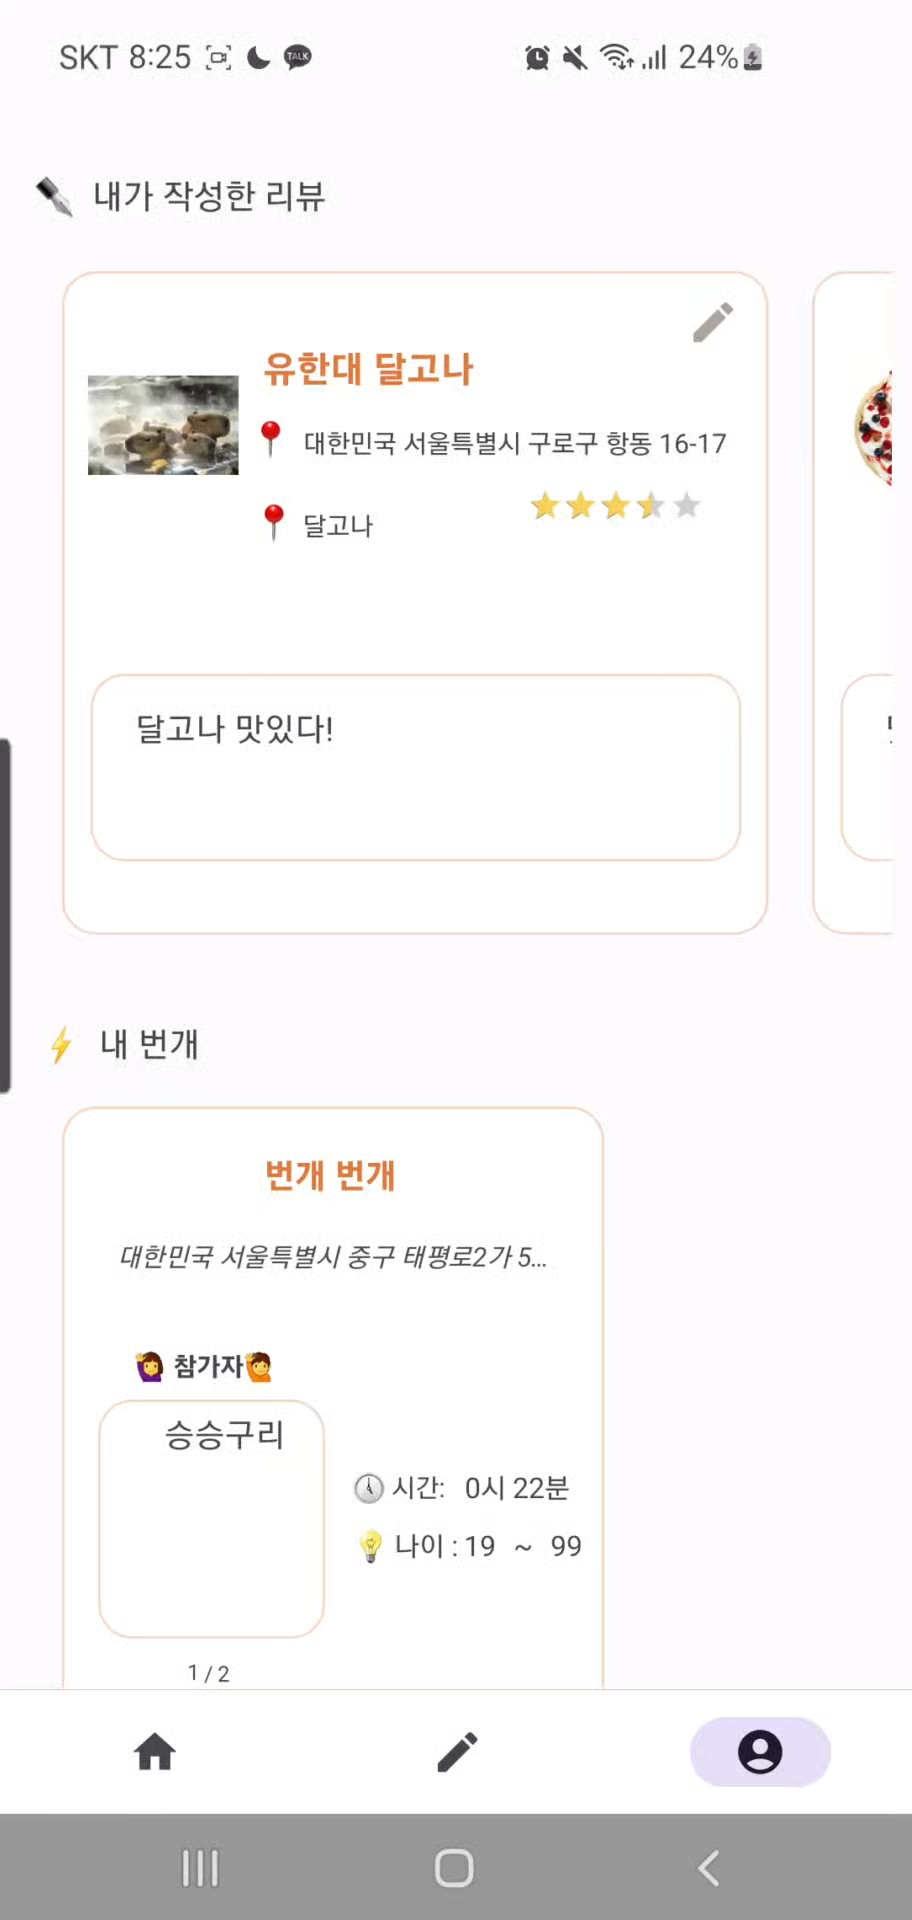 SKT 8:25 TALK 24%
내가 작성한 리뷰
유한대 달고나
대한민국 서울특별시 구로구 항동 16-17
달고나
달고나 맛있다!
내 번개
번개 번개
대한민국 서울특별시 중구 태평로2가 5...
참가자
승승구리
시간: 0시 22분
나이 : 19 ~ 99
1 / 2